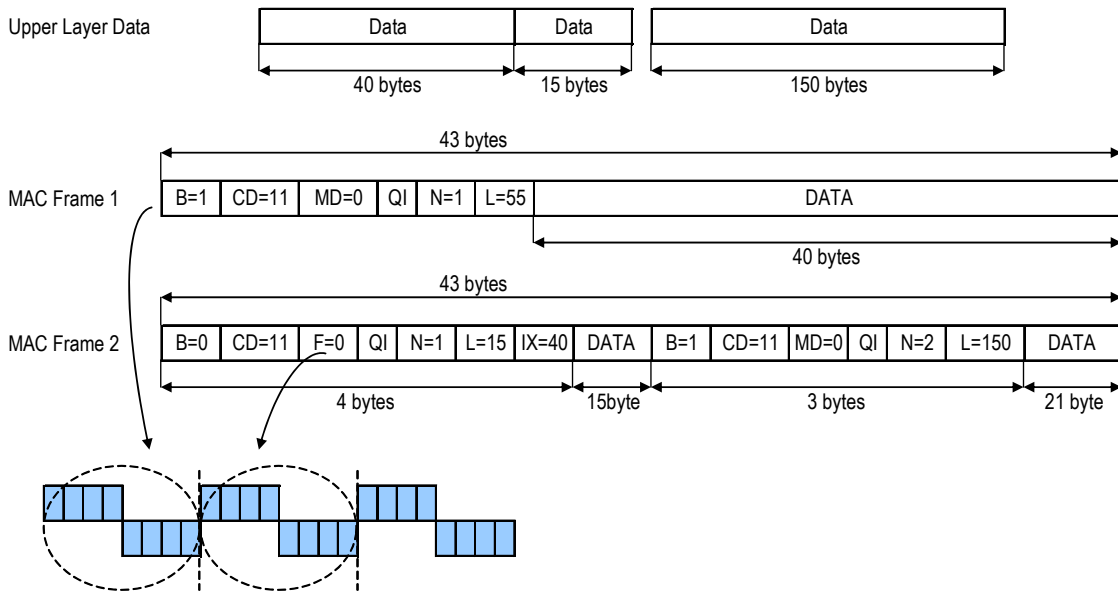 Upper Layer Data Data Data Data
40 bytes 15 bytes 150 bytes
43 bytes
MAC Frame 1 B=1 CD=11 MD=0 QI N=1 L=55 DATA
40 bytes
43 bytes
MAC Frame 2 B=0 CD=11 F=0 QI N=1 L=15 IX=40 DATA B=1 CD=11 MD=0 QI N=2 L=150 DATA
4 bytes 15byte 3 bytes 21 byte